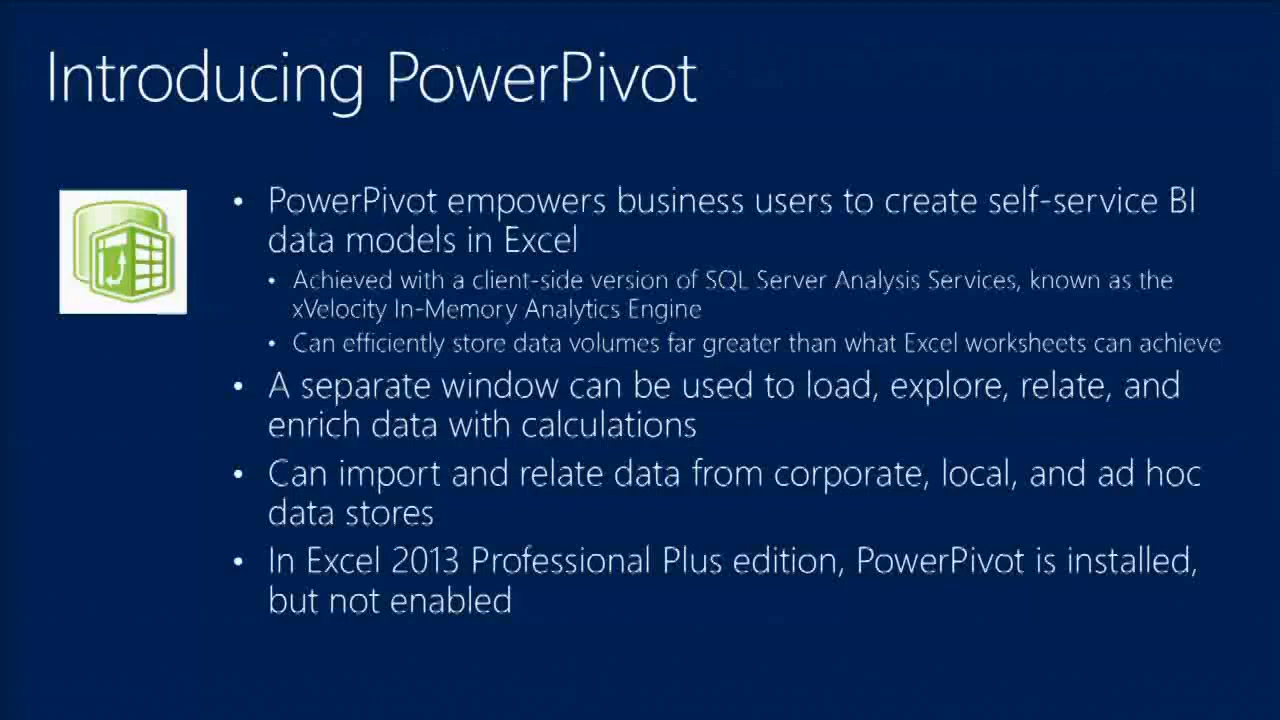 Introducing PowerPivot
• PowerPivot empowers business users to create self-service BI
data models in Excel
• Achieved with a client-side version of SQL Server Analysis Services, known as the
xVelocity In-Memory Analytics Engine
• Can efficiently store data volumes far greater than what Excel worksheets can achieve
• A separate window can be used to load, explore, relate, and
enrich data with calculations
• Can import and relate data from corporate, local, and ad hoc
data stores
• In Excel 2013 Professional Plus edition, PowerPivot is installed,
but not enabled